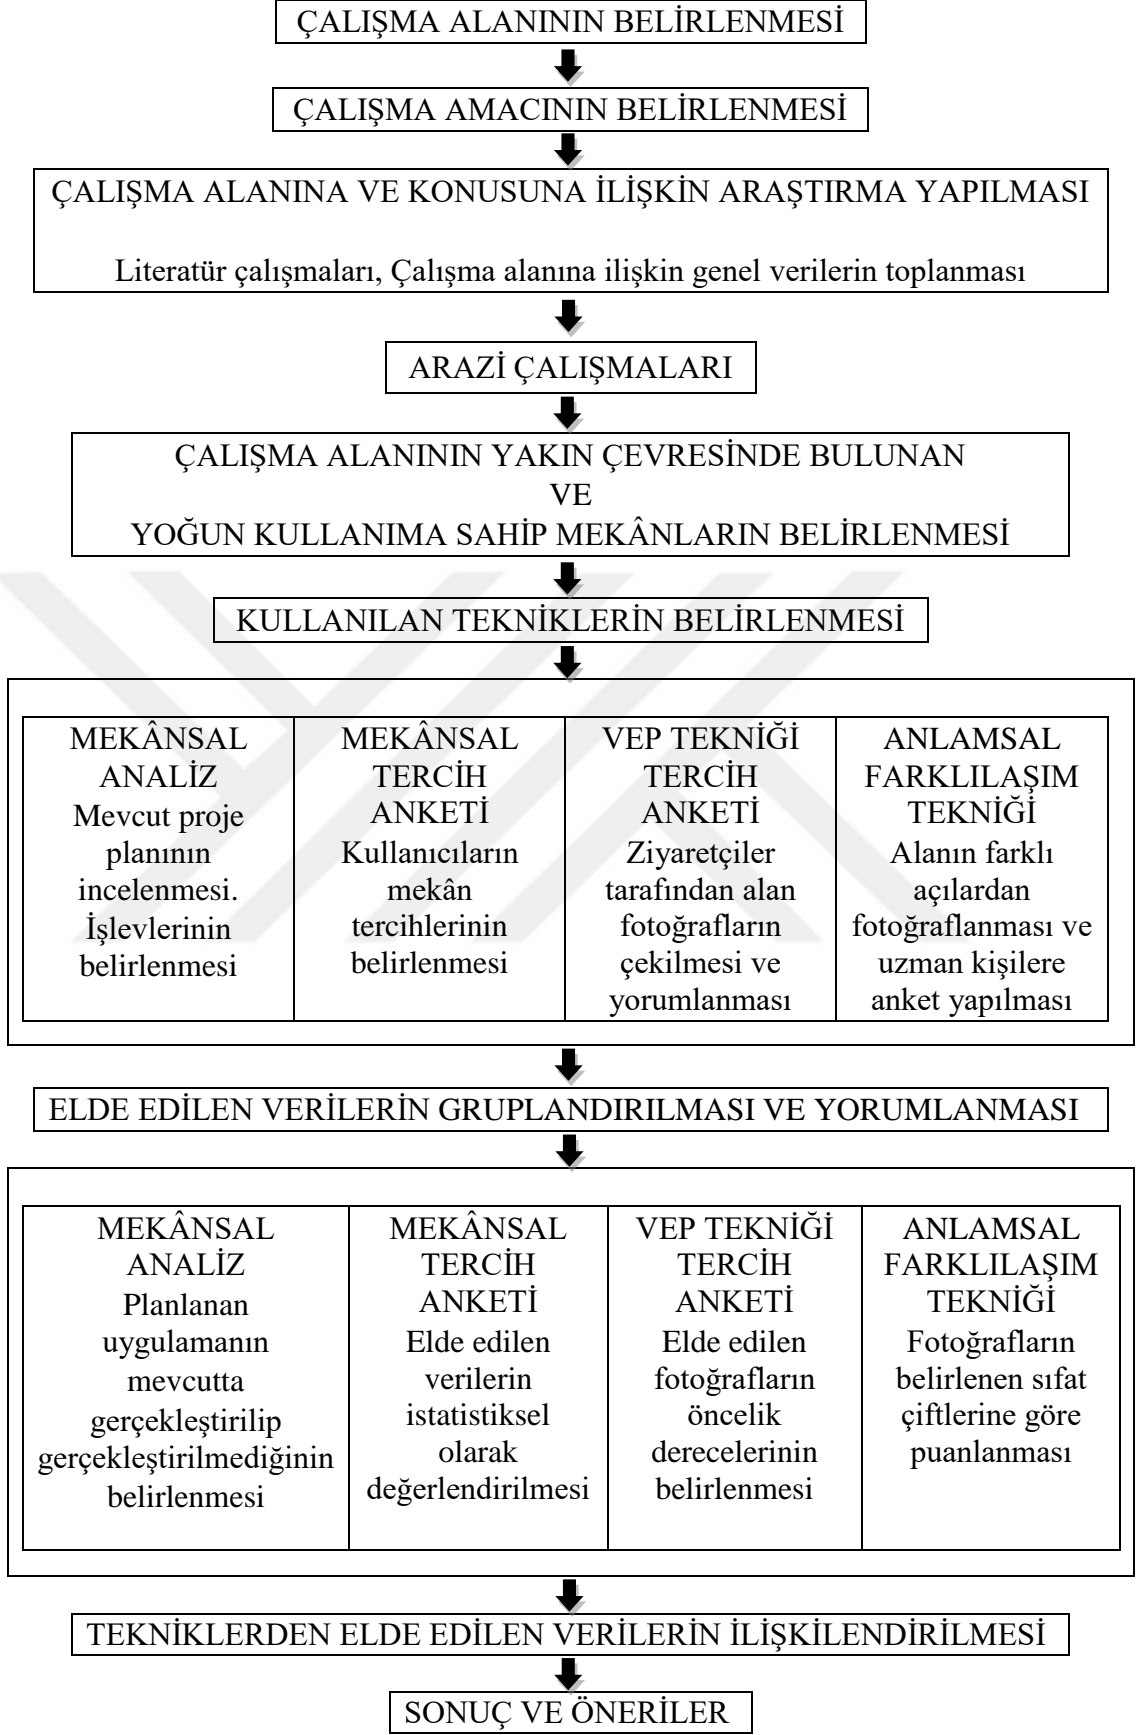 ÇALIŞMA ALANININ BELİRLENMESİ
ÇALIŞMA AMACININ BELİRLENMESİ
ÇALIŞMA ALANINA VE KONUSUNA İLİŞKİN ARAŞTIRMA YAPILMASI
Literatür çalışmaları, Çalışma alanına ilişkin genel verilerin toplanması
ARAZİ ÇALIŞMALARI
ÇALIŞMA ALANININ YAKIN ÇEVRESİNDE BULUNAN
VE
YOĞUN KULLANIMA SAHİP MEKÂNLARIN BELİRLENMESİ
KULLANILAN TEKNİKLERİN BELİRLENMESİ
MEKÂNSAL
ANALİZ
Mevcut proje
planının
incelenmesi.
İşlevlerinin
belirlenmesi
MEKÂNSAL
TERCİH
ANKETİ
Kullanıcıların
mekân
tercihlerinin
belirlenmesi
VEP TEKNİĞİ
TERCİH
ANKETİ
Ziyaretçiler
tarafından alan
fotoğrafların
çekilmesi ve
yorumlanması
ANLAMSAL
FARKLILAŞIM
TEKNİĞİ
Alanın farklı
açılardan
fotoğraflanması ve
uzman kişilere
anket yapılması
ELDE EDİLEN VERİLERİN GRUPLANDIRILMASI VE YORUMLANMASI
MEKÂNSAL
ANALİZ
Planlanan
uygulamanın
mevcutta
gerçekleştirilip
gerçekleştirilmediğinin
belirlenmesi
MEKÂNSAL
TERCİH
ANKETİ
Elde edilen
verilerin
istatistiksel
olarak
değerlendirilmesi
VEP TEKNİĞİ
TERCİH
ANKETİ
Elde edilen
fotoğrafların
öncelik
derecelerinin
belirlenmesi
ANLAMSAL
FARKLILAŞIM
TEKNİĞİ
Fotoğrafların
belirlenen sıfat
çiftlerine göre
puanlanması
TEKNİKLERDEN ELDE EDİLEN VERİLERİN İLİŞKİLENDİRİLMESİ
SONUÇ VE ÖNERİLER